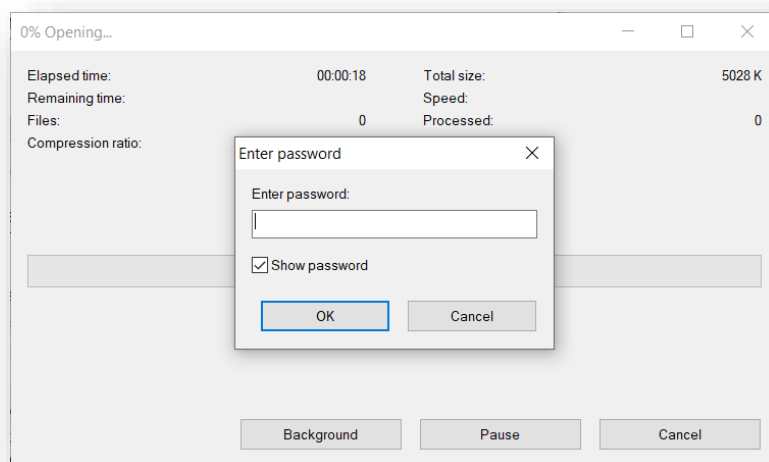 0% Opening...
Elapsed time: 00:00:18 Total size: 5028 K
Remaining time: Speed:
Files: 0 Processed: 0
Compression ratio:
Enter password
Enter password:
Show password
OK Cancel
Background Pause Cancel